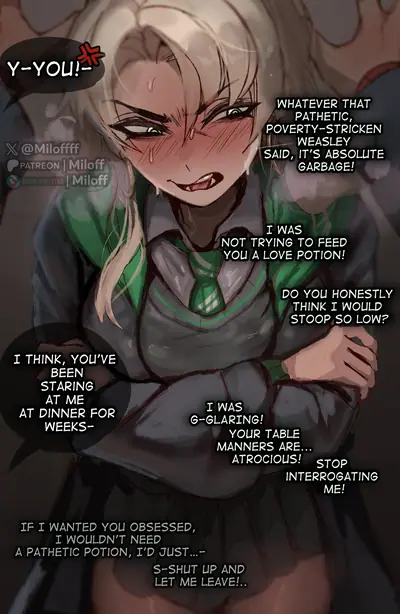 Y-YOU!-
@Miloffff
PATREON | Miloff
| Miloff
WHATEVER THAT
PATHETIC,
POVERTY-STRICKEN
WEASLEY
SAID, IT'S ABSOLUTE
GARBAGE!
I WAS
NOT TRYING TO FEED
YOU A LOVE POTION!
DO YOU HONESTLY
THINK I WOULD
STOOP SO LOW?
I THINK, YOU'VE
BEEN
STARING
AT ME
AT DINNER FOR
WEEKS-
I WAS
G-GLARING!
YOUR TABLE
MANNERS ARE...
ATROCIOUS!
STOP
INTERROGATING
ME!
IF I WANTED YOU OBSESSED,
I WOULDN'T NEED
A PATHETIC POTION, I'D JUST...-
S-SHUT UP AND
LET ME LEAVE!..